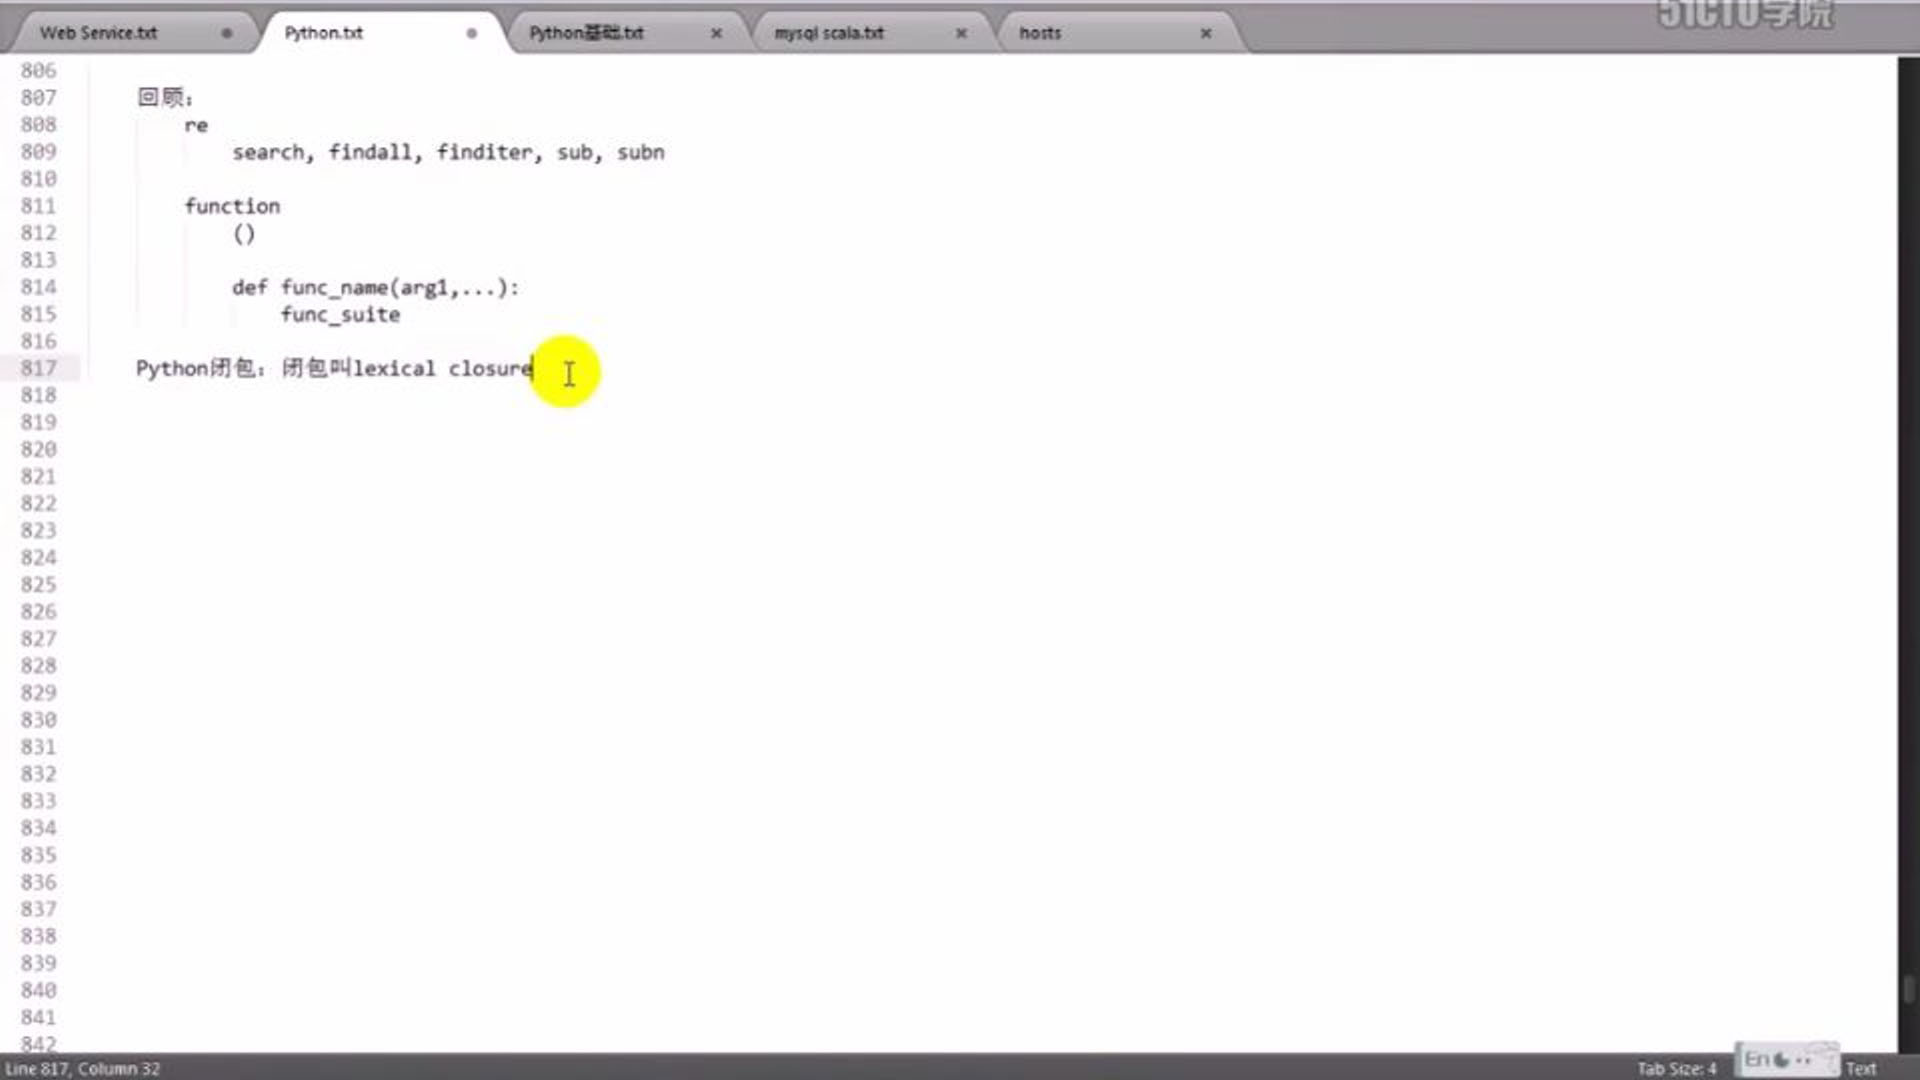 51CTO学院
Web Service.txt
Python.txt
Python基础.txt
mysql scala.txt
hosts
806
807 回顾：
808 re
809 search, findall, finditer, sub, subn
810
811 function
812 ()
813
814 def func_name(arg1,...):
815 func_suite
816
817 Python闭包：闭包叫lexical closure
818
819
820
821
822
823
824
825
826
827
828
829
830
831
832
833
834
835
836
837
838
839
840
841
842
Line 817, Column 32
Tab Size: 4
En
Text